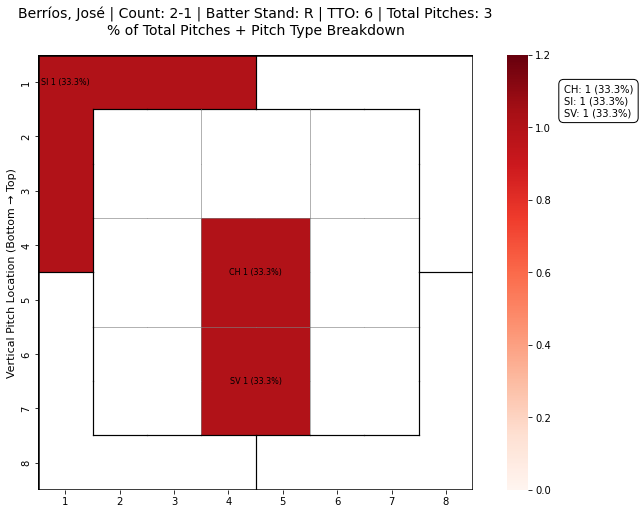 Berríos, José | Count: 2-1 | Batter Stand: R | TTO: 6 | Total Pitches: 3
% of Total Pitches + Pitch Type Breakdown
Vertical Pitch Location (Bottom → Top)
1
2
3
4
5
6
7
8
SI 1 (33.3%)
CH 1 (33.3%)
SV 1 (33.3%)
1 2 3 4 5 6 7 8
1.2
1.0
0.8
0.6
0.4
0.2
0.0
CH: 1 (33.3%)
SI: 1 (33.3%)
SV: 1 (33.3%)